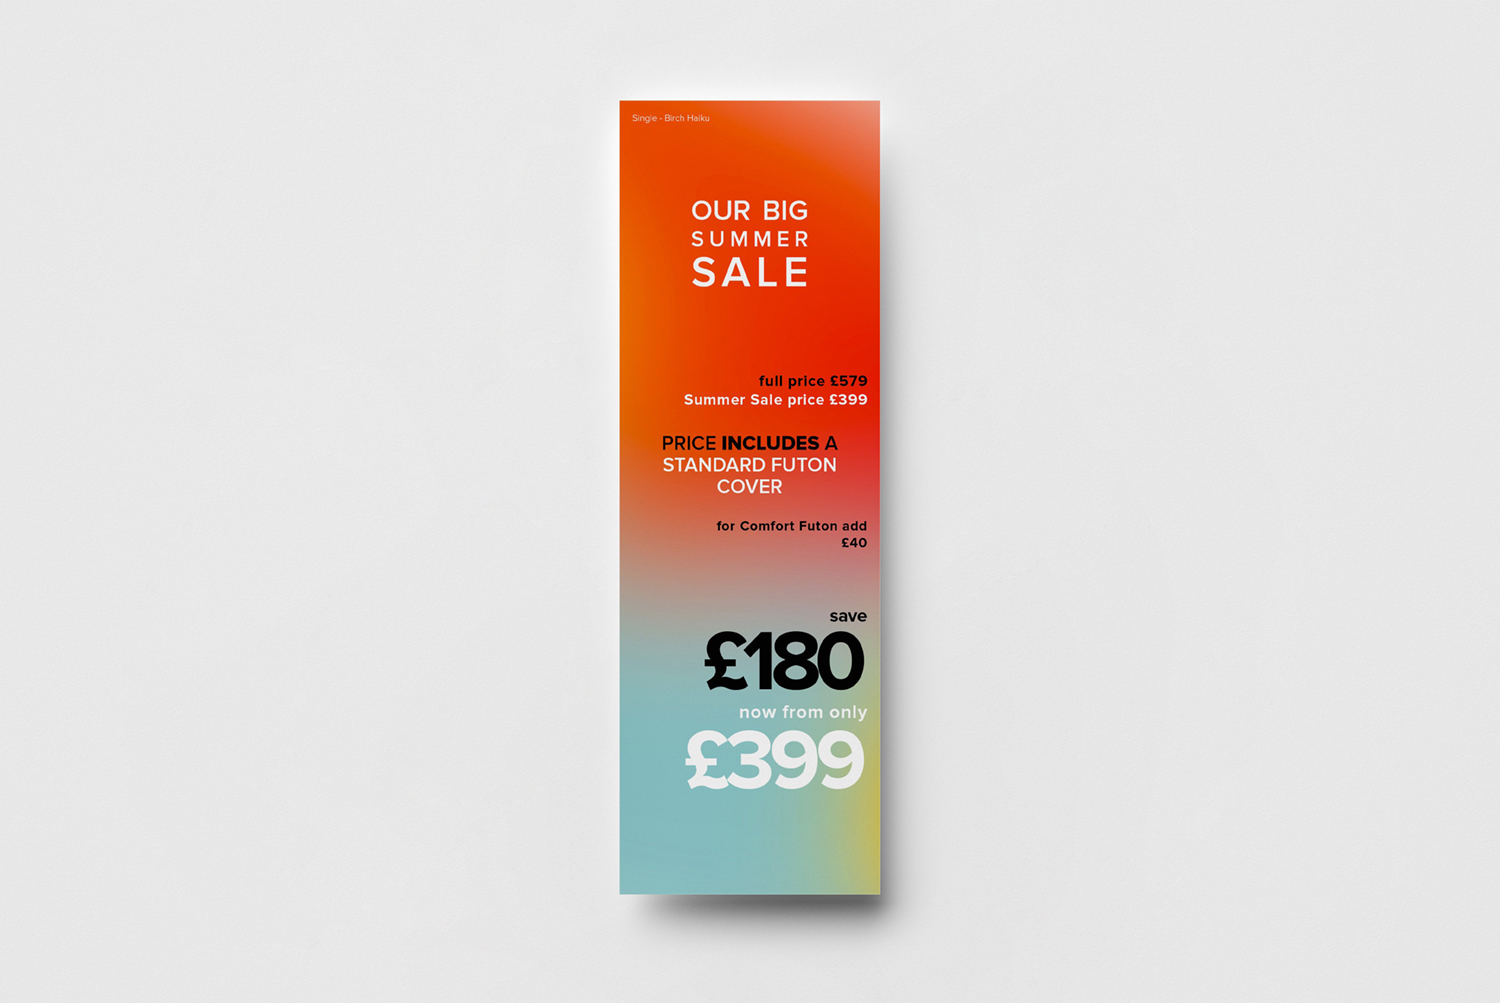 Single - Birch Haiku
OUR BIG
SUMMER
SALE
full price £579
Summer Sale price £399
PRICE INCLUDES A
STANDARD FUTON
COVER
for Comfort Futon add
£40
save
£180
now from only
£399